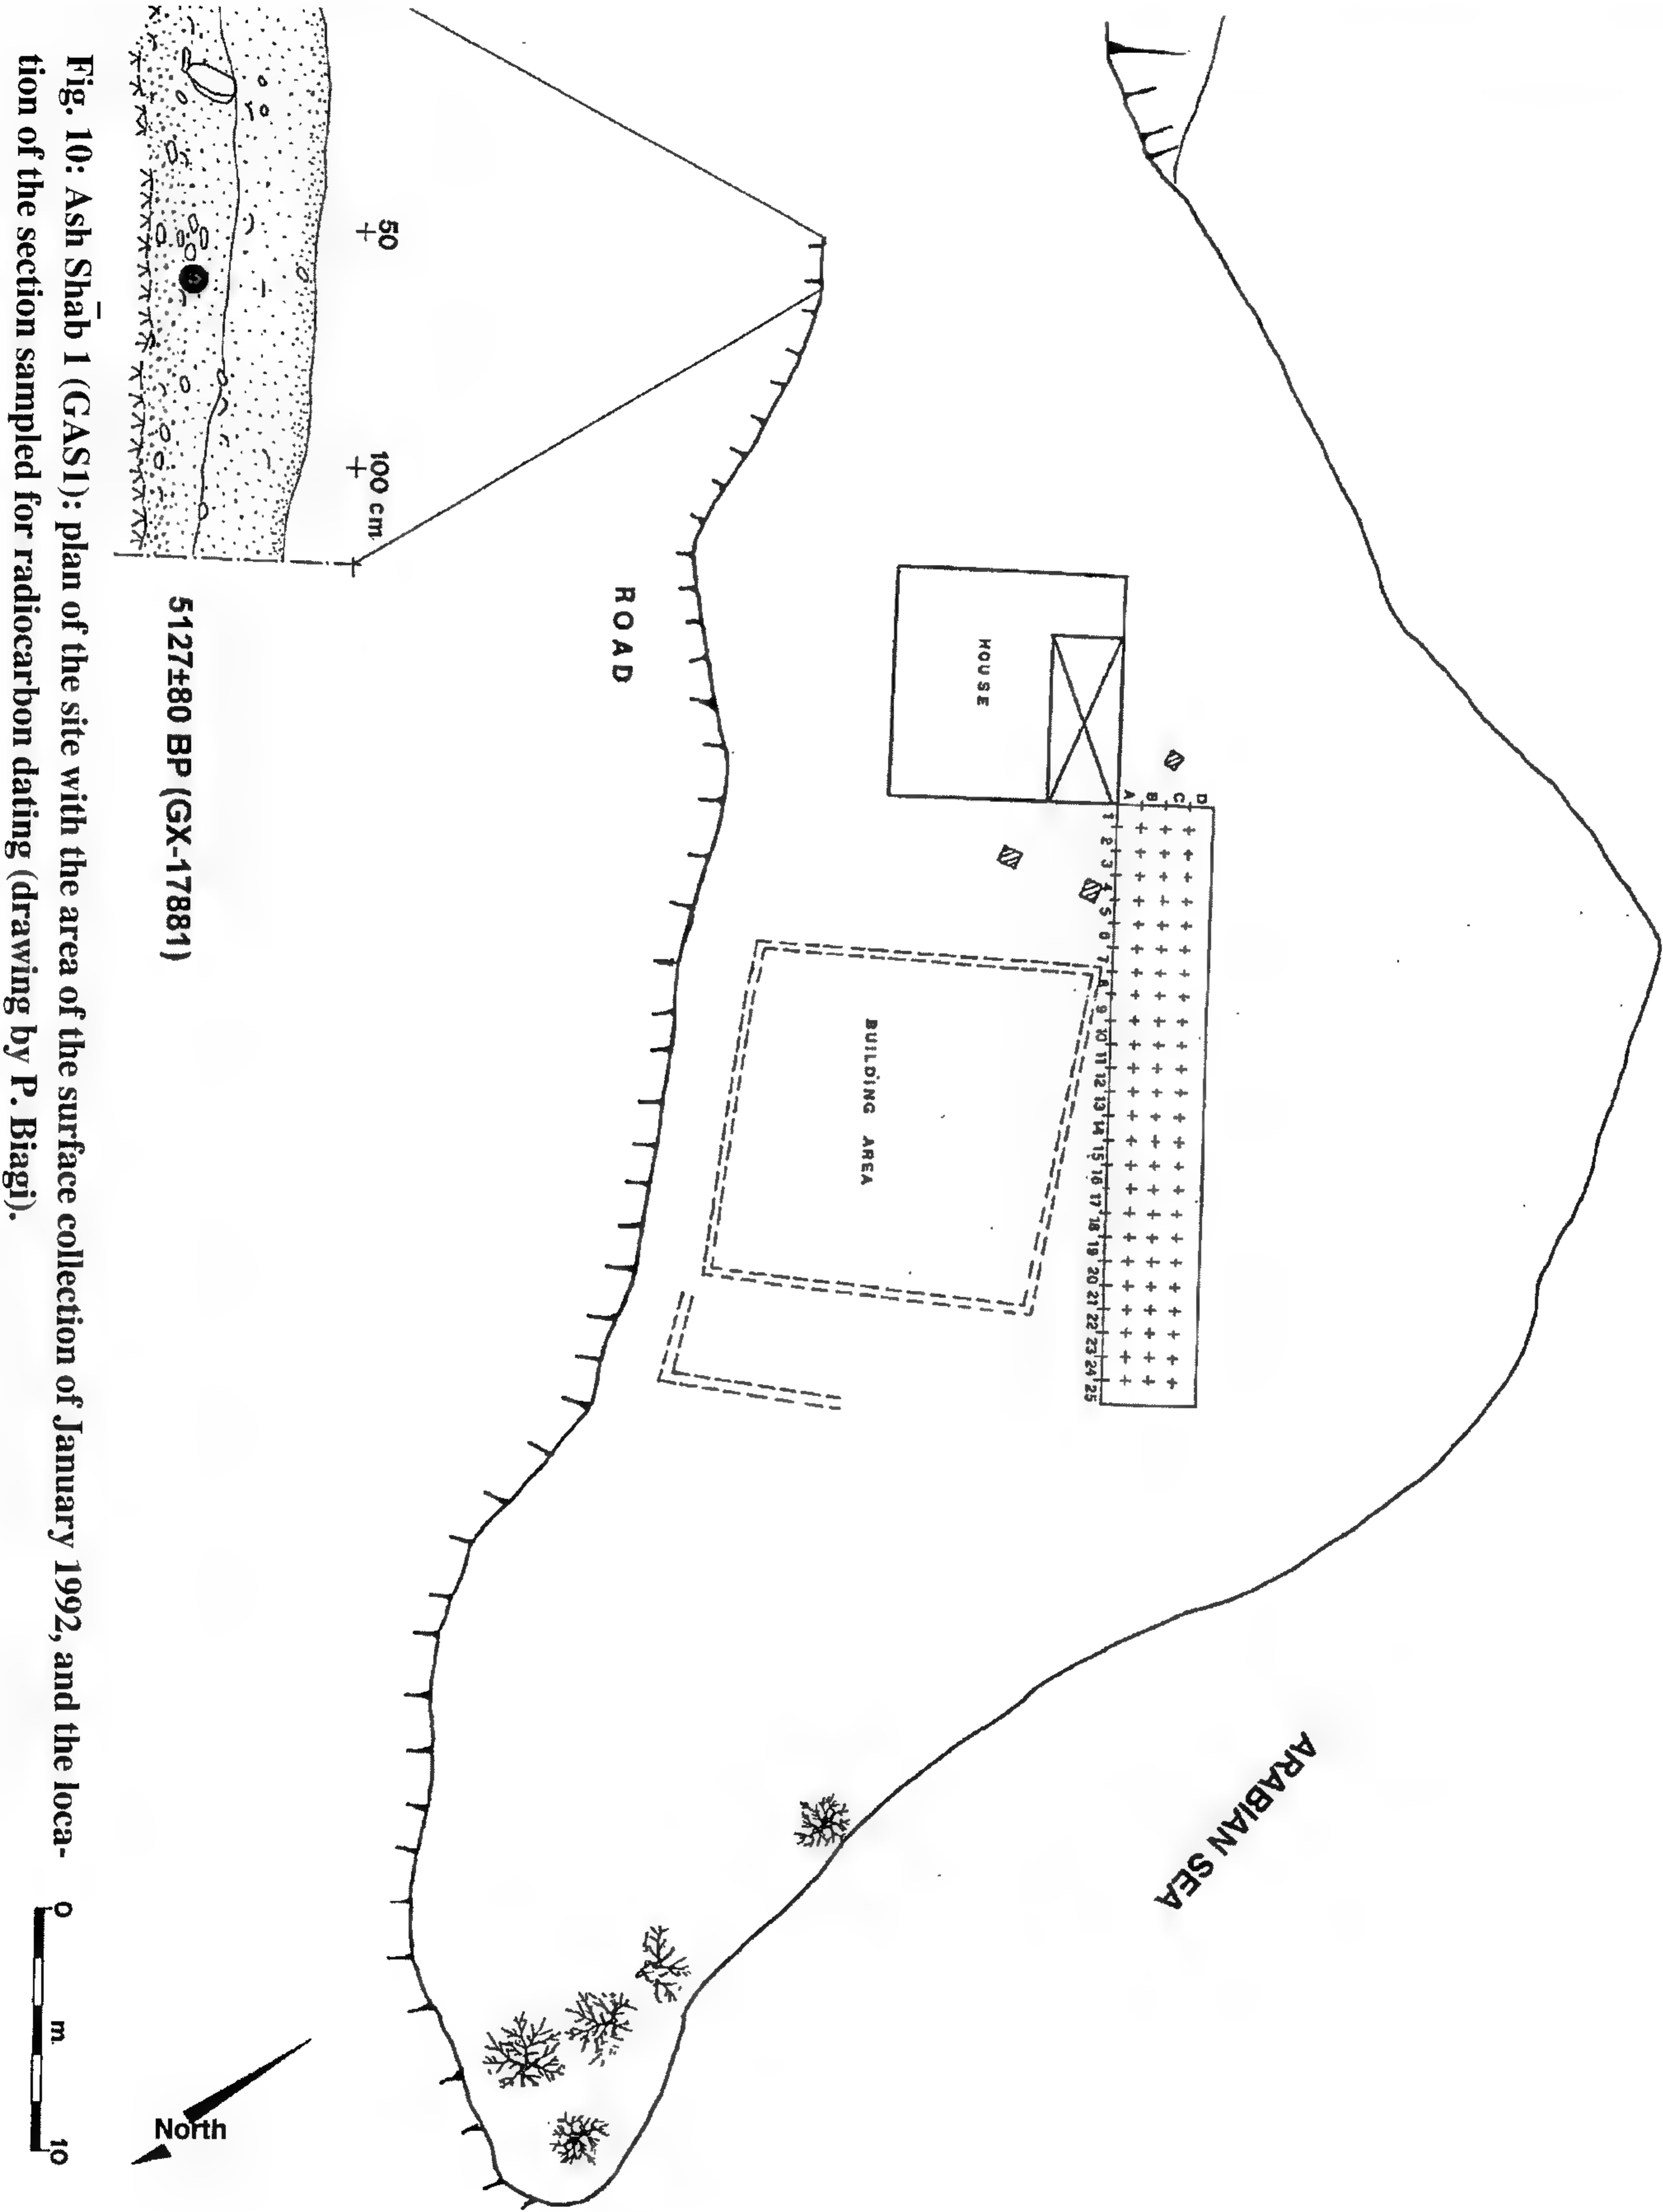 ARABIAN SEA
D
C
B
A
1 2 3 4 5 6 7 8 9 10 11 12 13 14 15 16 17 18 19 20 21 22 23 24 25
HOUSE
BUILDING AREA
ROAD
50
100 cm
5127±80 BP (GX-17881)
North
0 m. 10
Fig. 10: Ash Shāb 1 (GAS1): plan of the site with the area of the surface collection of January 1992, and the loca-
tion of the section sampled for radiocarbon dating (drawing by P. Biagi).